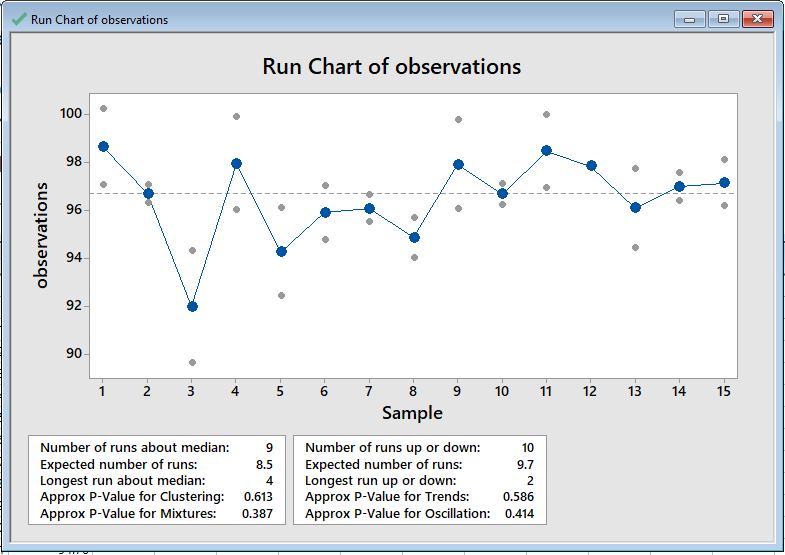 Run Chart of observations
Run Chart of observations
observations
100
98
96
94
92
90
1 2 3 4 5 6 7 8 9 10 11 12 13 14 15
Sample
Number of runs about median: 9
Expected number of runs: 8.5
Longest run about median: 4
Approx P-Value for Clustering: 0.613
Approx P-Value for Mixtures: 0.387
Number of runs up or down: 10
Expected number of runs: 9.7
Longest run up or down: 2
Approx P-Value for Trends: 0.586
Approx P-Value for Oscillation: 0.414